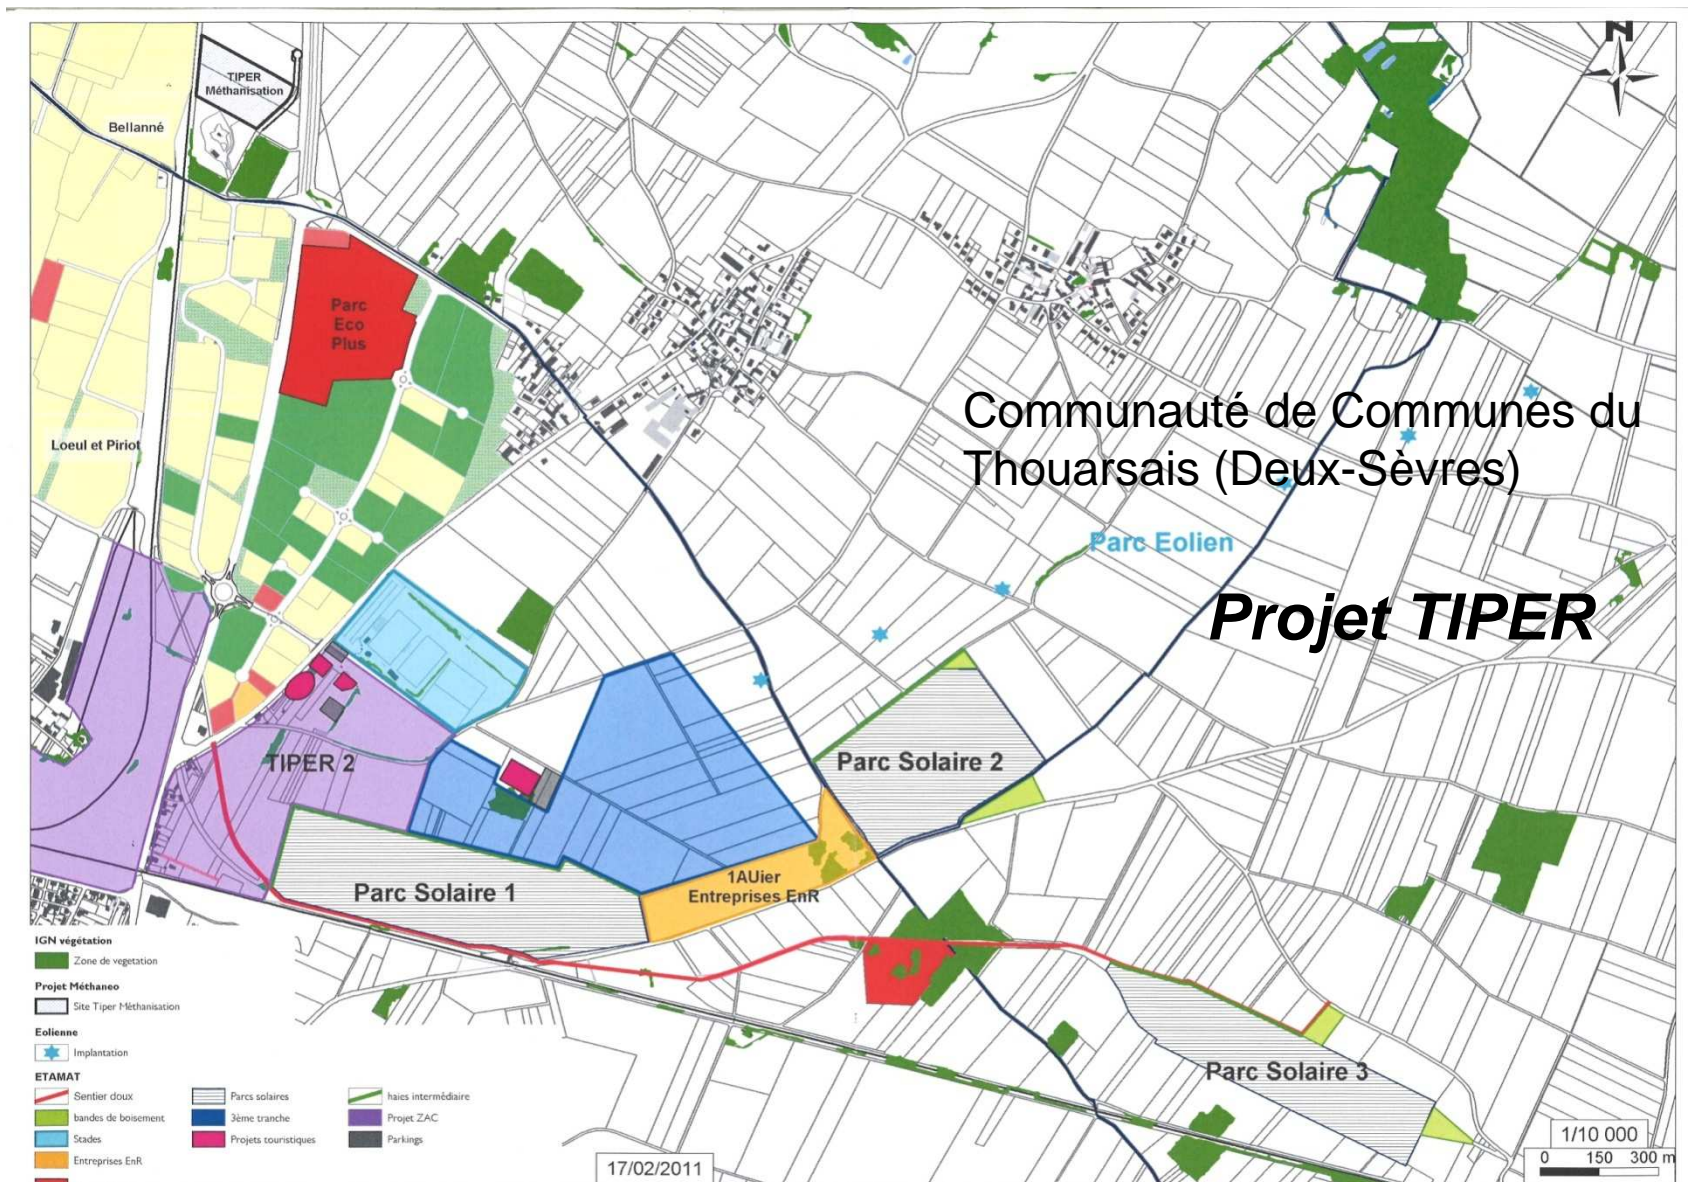 N
TIPER
Méthanisation
Bellanné
Parc
Eco
Plus
Loeul et Piriot
Communauté de Communes du
Thouarsais (Deux-Sèvres)
Parc Eolien
Projet TIPER
TIPER 2
Parc Solaire 2
Parc Solaire 1
1AUier
Entreprises EnR
Parc Solaire 3
IGN végétation
Zone de vegetation
Projet Méthaneo
Site Tiper Méthanisation
Eolienne
Implantation
ETAMAT
Sentier doux
Parcs solaires
haies intermédiaire
bandes de boisement
3ème tranche
Projet ZAC
Stades
Projets touristiques
Parkings
Entreprises EnR
17/02/2011
1/10 000
0 150 300 m